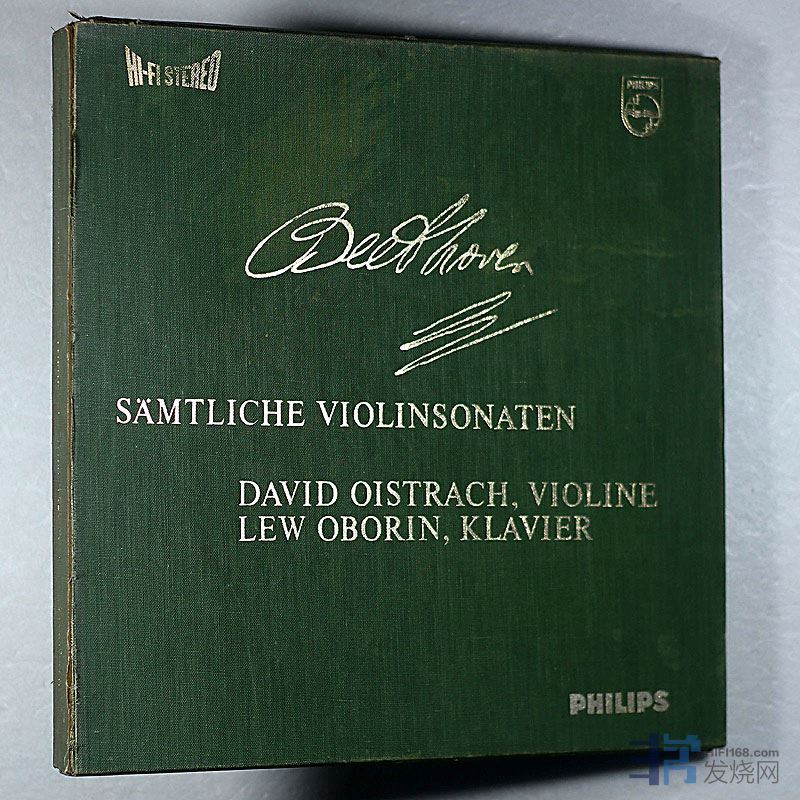 HI-FI STEREO
PHILIPS
Beethoven
SÄMTLICHE VIOLINSONATEN
DAVID OISTRACH, VIOLINE
LEW OBORIN, KLAVIER
PHILIPS
HIFI168.com
发烧网